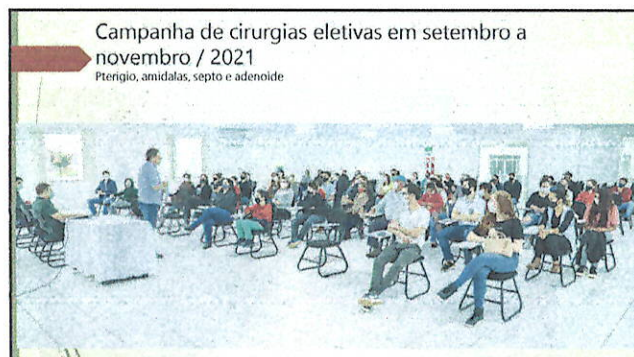 Campanha de cirurgias eletivas em setembro a
novembro / 2021
Pterigio, amidalas, septo e adenoide